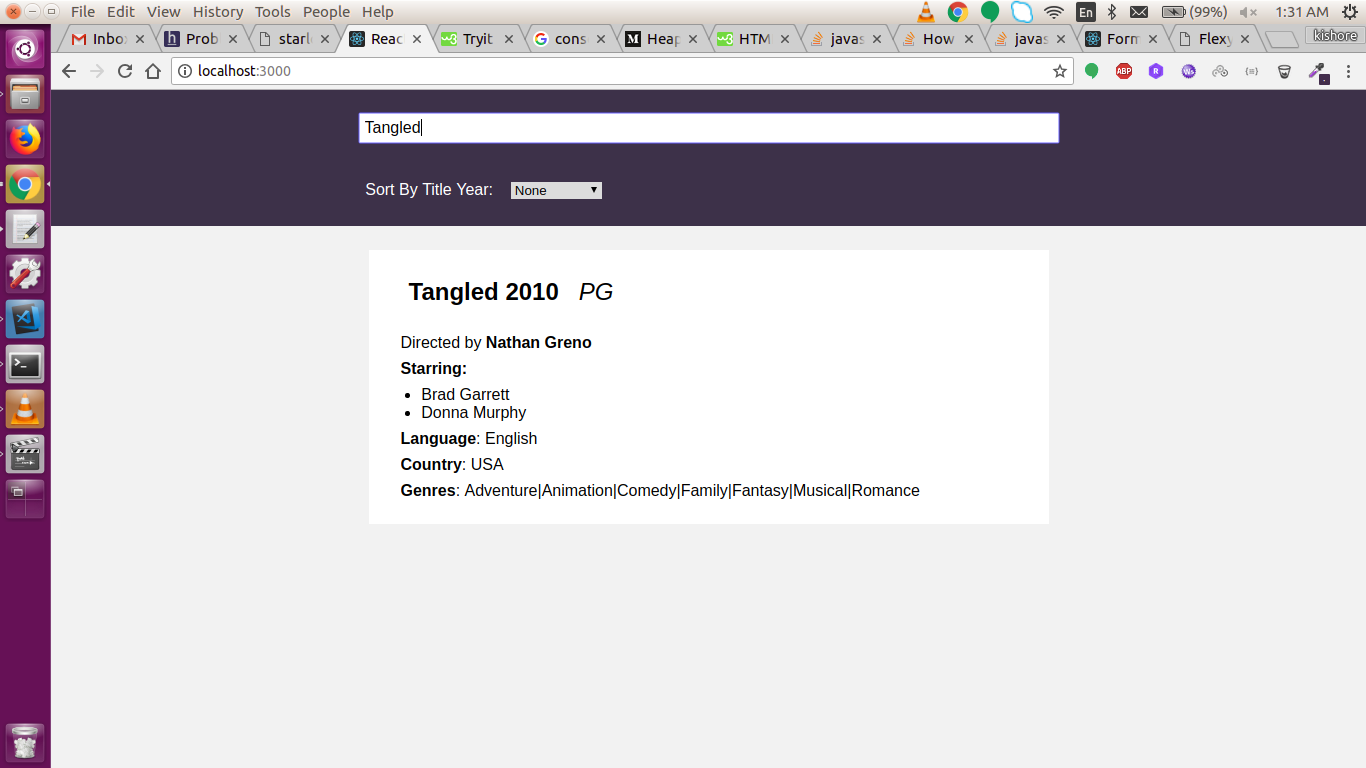 File Edit View History Tools People Help
En (99%) 1:31 AM
Inbo Prob starl Reac Tryit cons Heap HTM javas How javas Form Flexy kishore
localhost:3000 ABP R
Tangled
Sort By Title Year: None
Tangled 2010 PG
Directed by Nathan Greno
Starring:
Brad Garrett
Donna Murphy
Language: English
Country: USA
Genres: Adventure|Animation|Comedy|Family|Fantasy|Musical|Romance